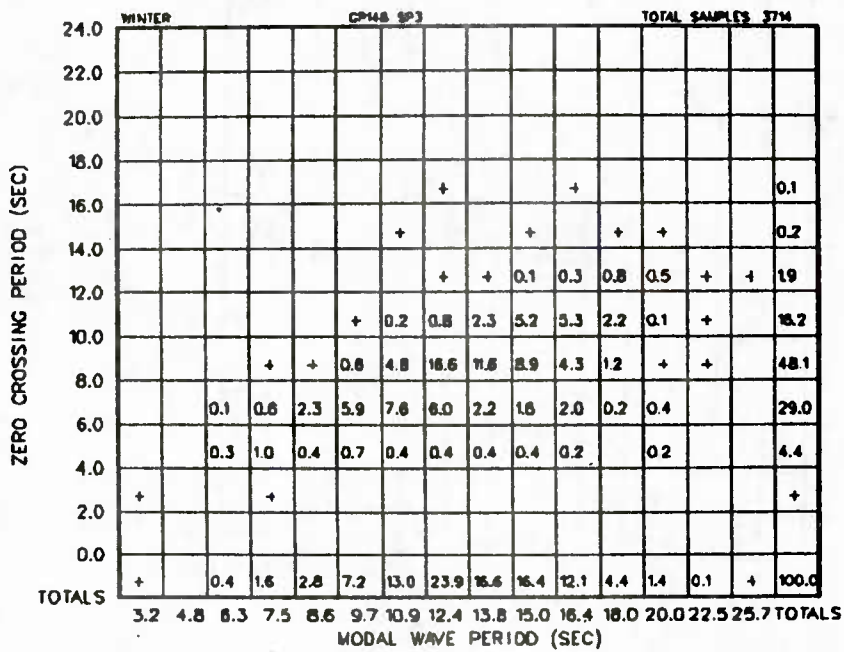 WINTER GP148 SP3 TOTAL SAMPLES 3714
24.0
22.0
20.0
18.0
+ + 0.1
16.0
+ + + + 0.2
14.0
+ + 0.1 0.3 0.8 0.5 + + 1.9
12.0
+ 0.2 0.8 2.3 5.2 5.3 2.2 0.1 + 16.2
10.0
+ + 0.6 4.8 16.6 11.6 8.9 4.3 1.2 + + 48.1
8.0
0.1 0.6 2.3 5.9 7.6 6.0 2.2 1.6 2.0 0.2 0.4 29.0
6.0
0.3 1.0 0.4 0.7 0.4 0.4 0.4 0.4 0.2 0.2 4.4
4.0
+ + +
2.0
0.0
+ 0.4 1.6 2.8 7.2 13.0 23.9 16.6 16.4 12.1 4.4 1.4 0.1 + 100.0
TOTALS
3.2 4.8 6.3 7.5 8.6 9.7 10.9 12.4 13.8 15.0 16.4 18.0 20.0 22.5 25.7 TOTALS
MODAL WAVE PERIOD (SEC)
ZERO CROSSING PERIOD (SEC)